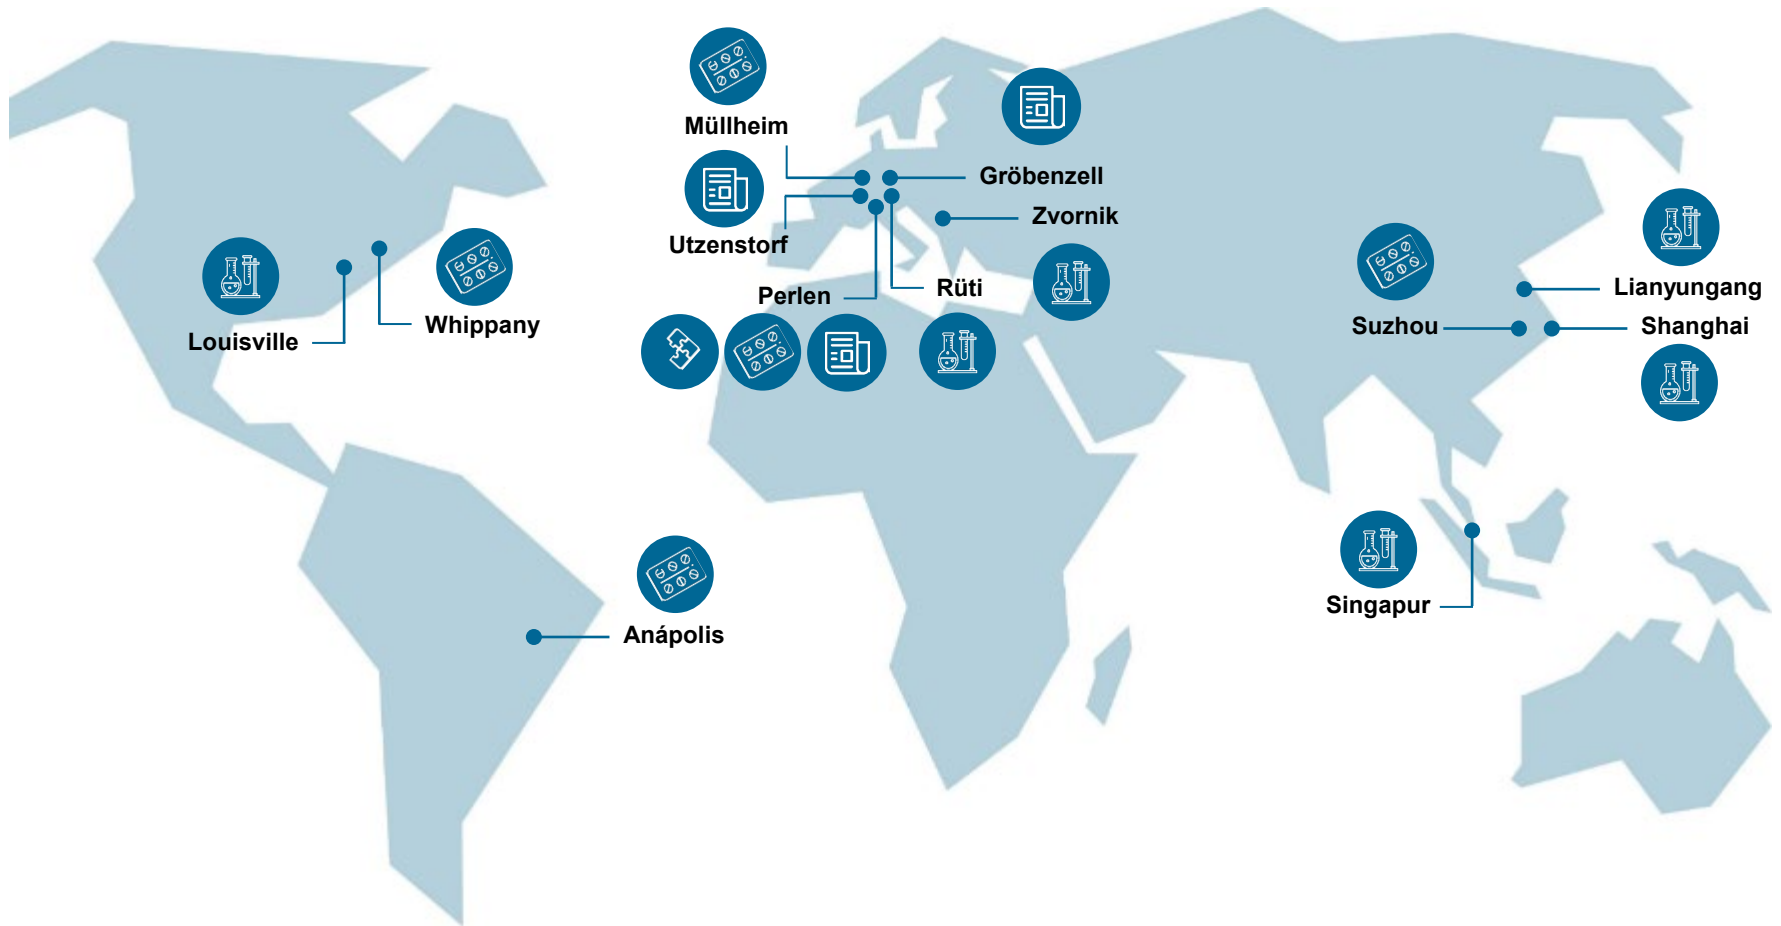 Müllheim
Gröbenzell
Zvornik
Utzenstorf
Perlen
Rüti
Louisville
Whippany
Lianyungang
Suzhou
Shanghai
Singapur
Anápolis